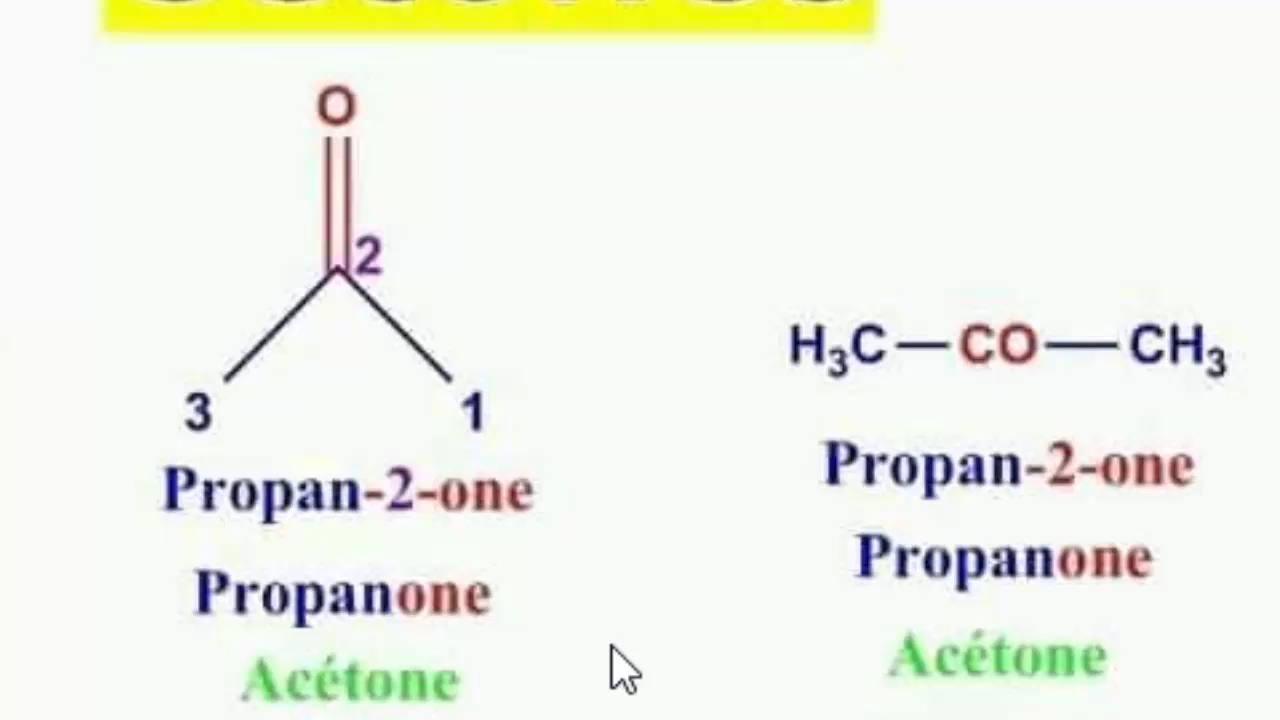 O
2
3 1
Propan-2-one
Propanone
Acétone
H₃C—CO—CH₃
Propan-2-one
Propanone
Acétone